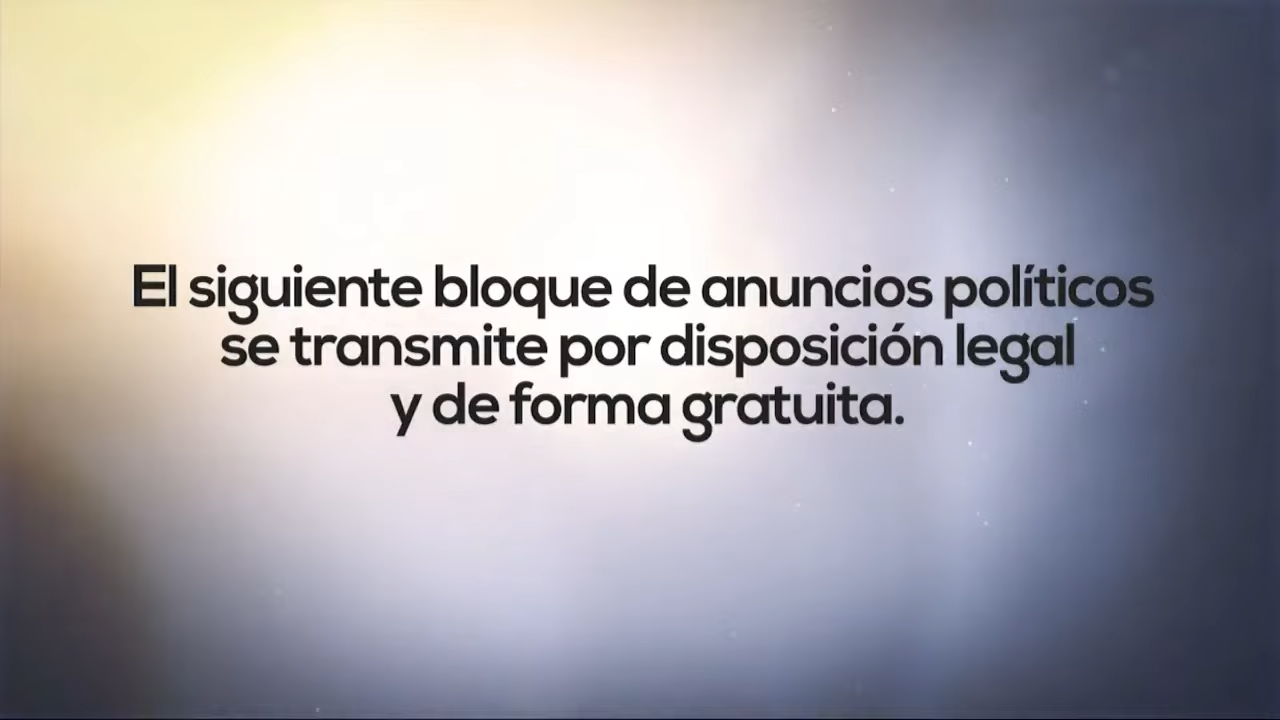 El siguiente bloque de anuncios políticos
se transmite por disposición legal
y de forma gratuita.